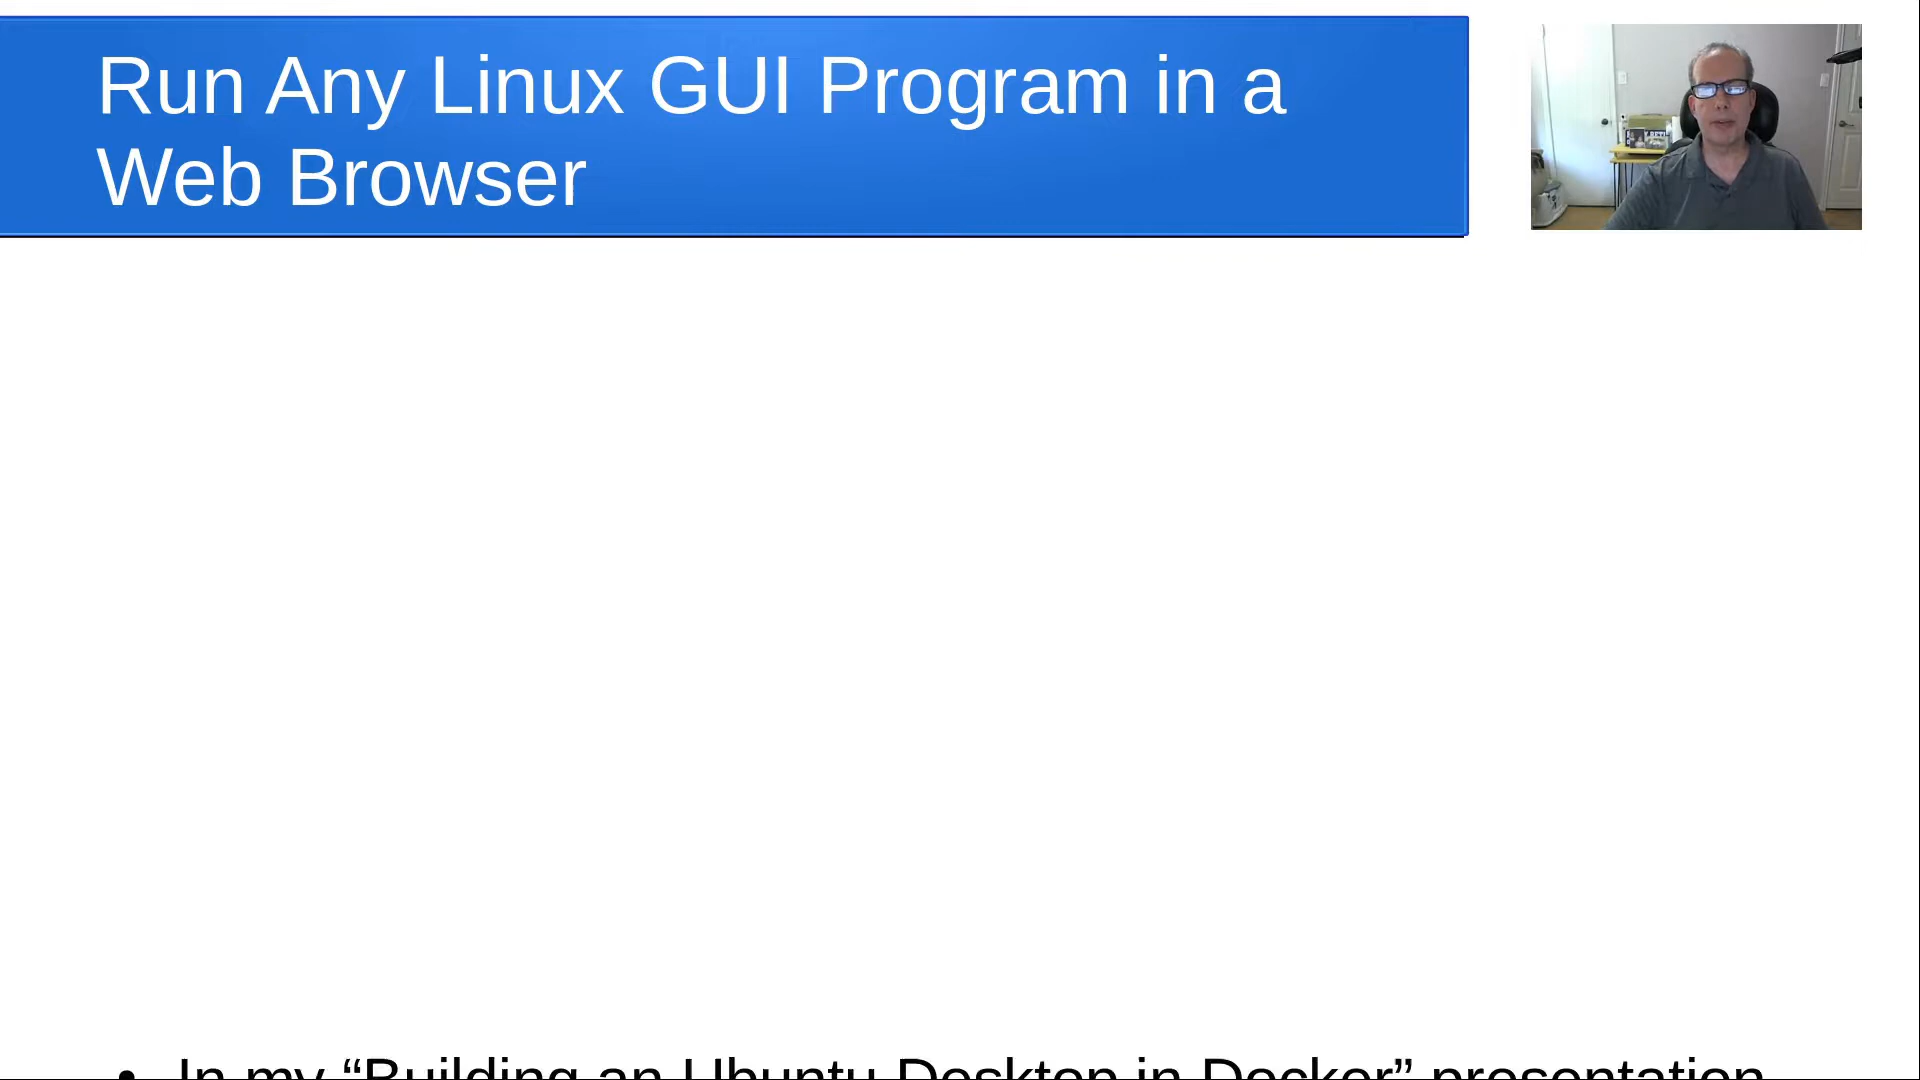 Run Any Linux GUI Program in a
Web Browser
• In my “Building an Ubuntu Desktop in Docker” presentation